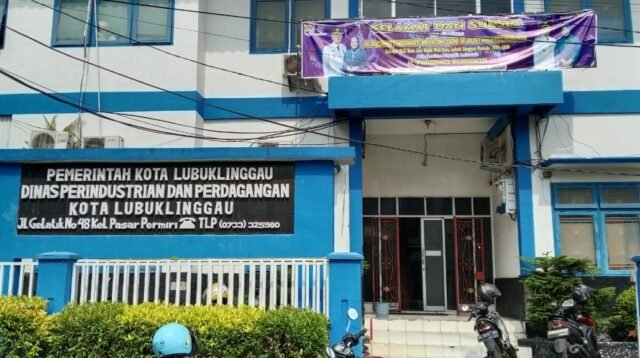 SELAMAT DAN SUKSES
PEMERINTAH KOTA LUBUKLINGGAU
DINAS PERINDUSTRIAN DAN PERDAGANGAN
KOTA LUBUKLINGGAU
Jl. Gelatik No 48 Kel. Pasar Permiri ☎ TLP (0733) 325980